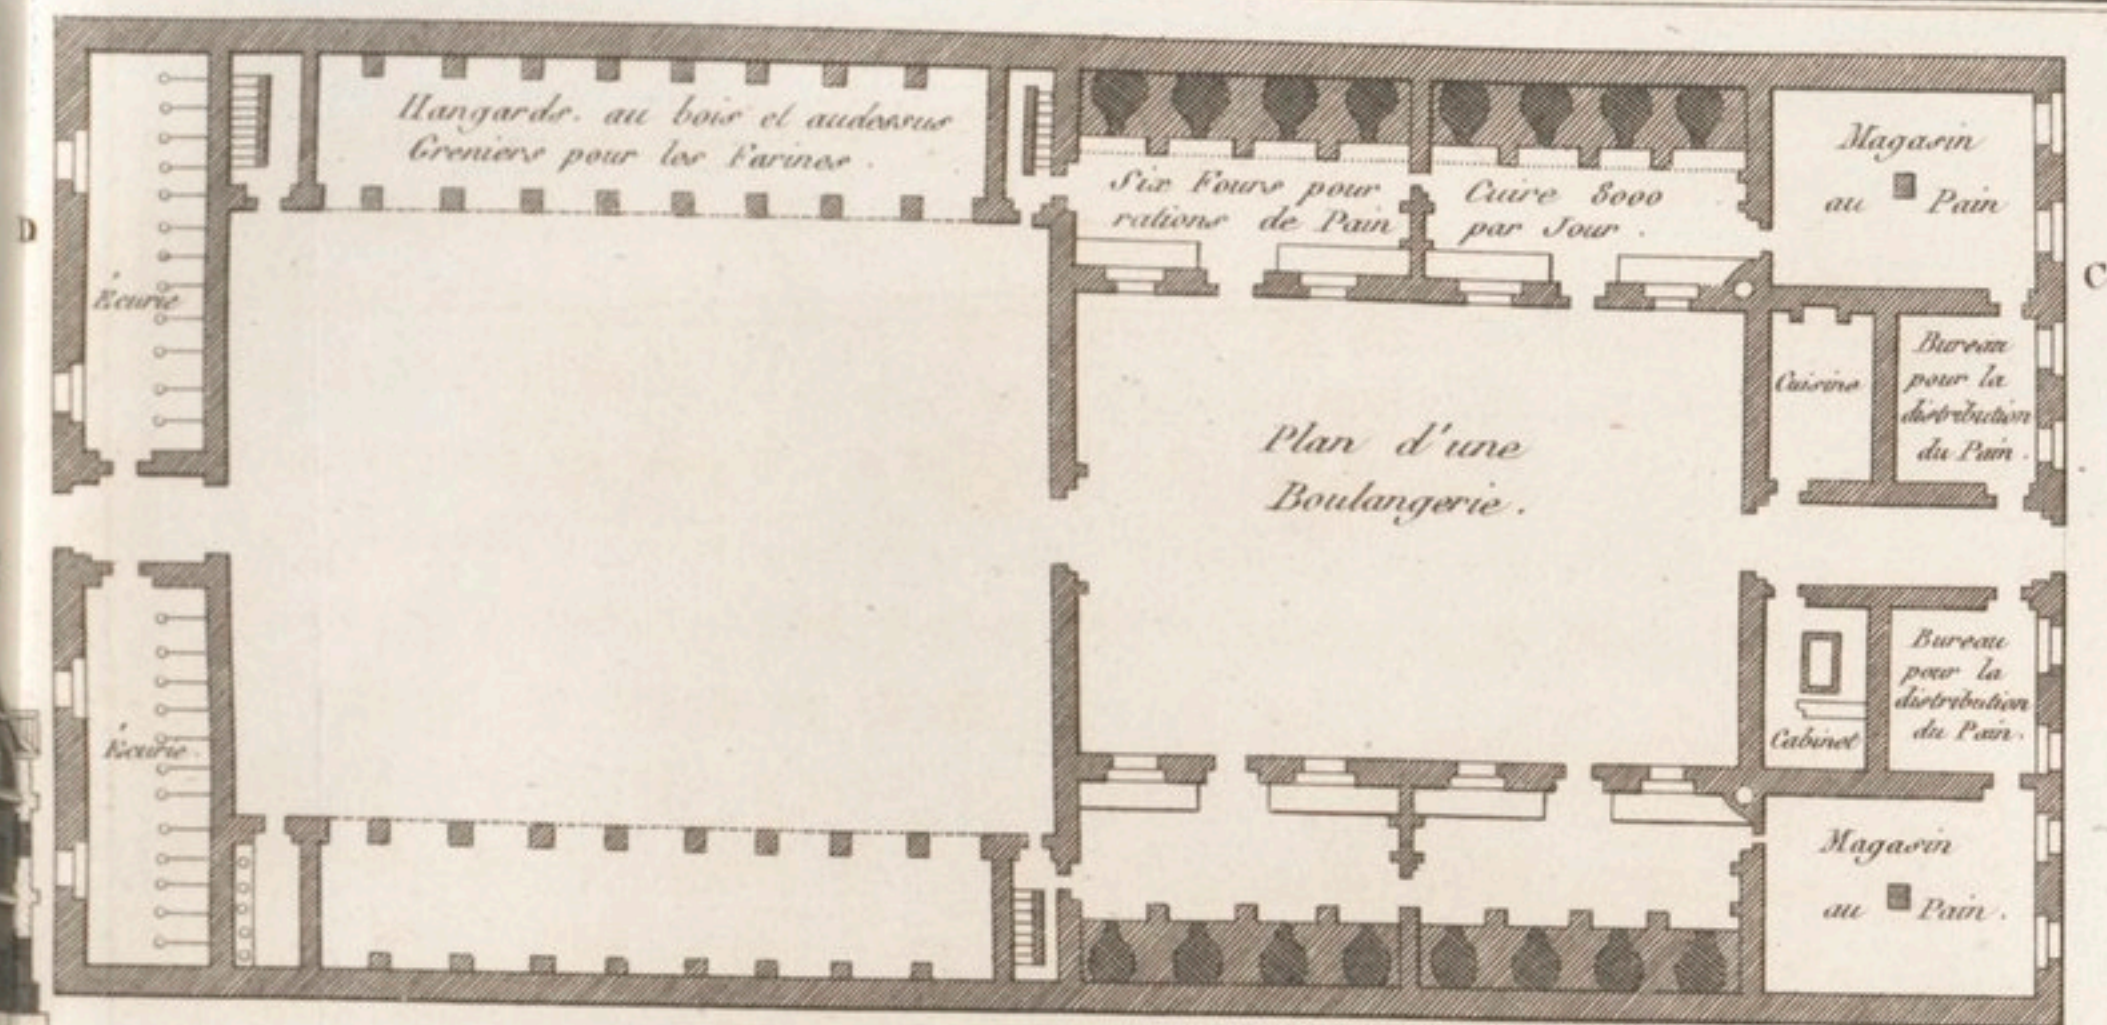 Hangards. au bois et audessus
Greniers pour les Farines.
Six Fours pour
rations de Pain
Cuire 8000
par Jour.
Magasin
au Pain
D
C
Écurie
Cuisine
Bureau
pour la
distribution
du Pain.
Plan d'une
Boulangerie.
Écurie.
Cabinet
Bureau
pour la
distribution
du Pain.
Magasin
au Pain.